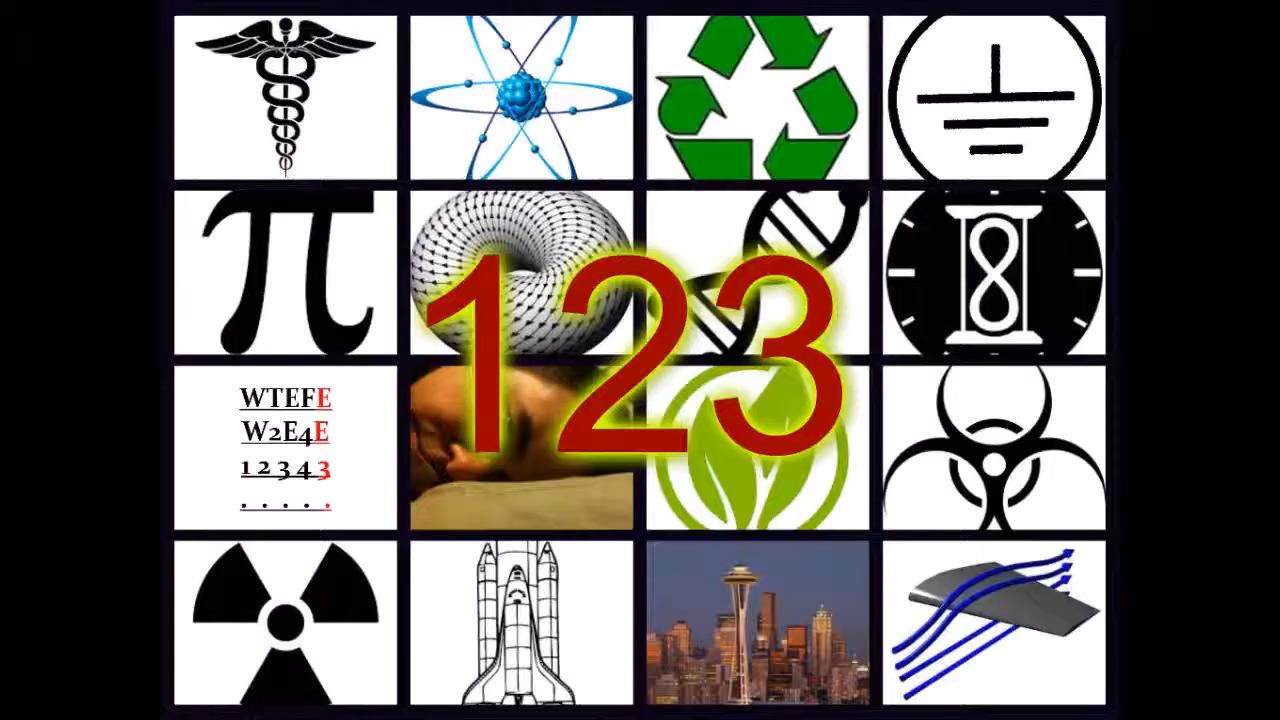 π
123
WTEFE
W2E4E
12343
. . . . .